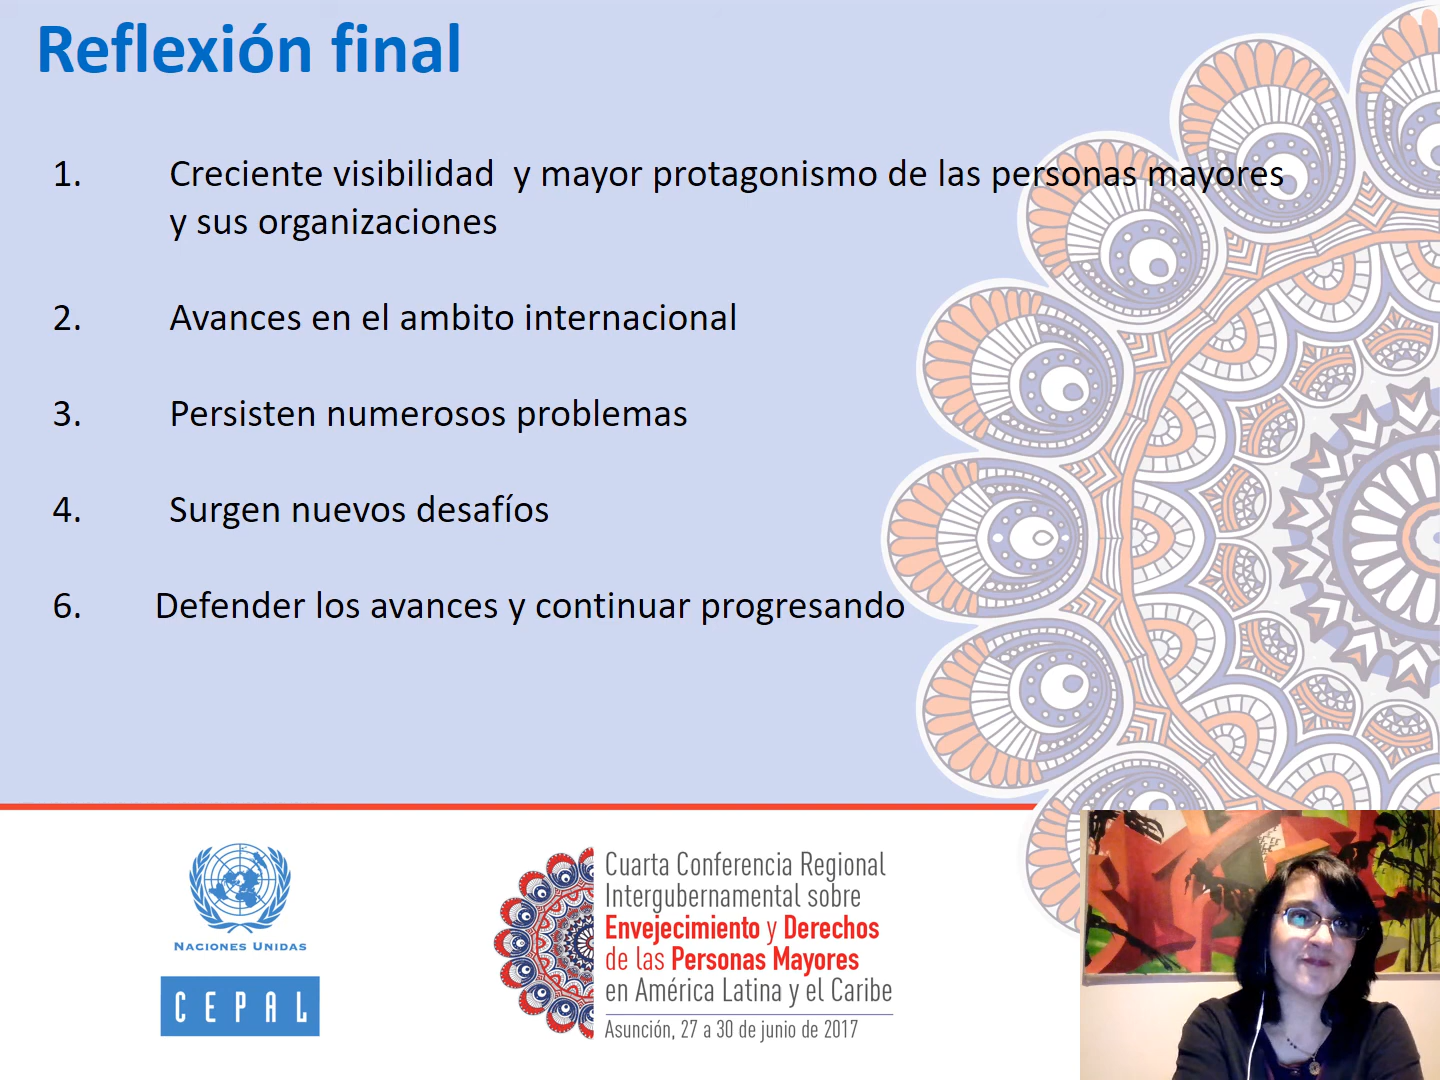 Reflexión final
1. Creciente visibilidad y mayor protagonismo de las personas mayores
y sus organizaciones
2. Avances en el ambito internacional
3. Persisten numerosos problemas
4. Surgen nuevos desafíos
6. Defender los avances y continuar progresando
NACIONES UNIDAS
CEPAL
Cuarta Conferencia Regional
Intergubernamental sobre
Envejecimiento y Derechos
de las Personas Mayores
en América Latina y el Caribe
Asunción, 27 a 30 de junio de 2017